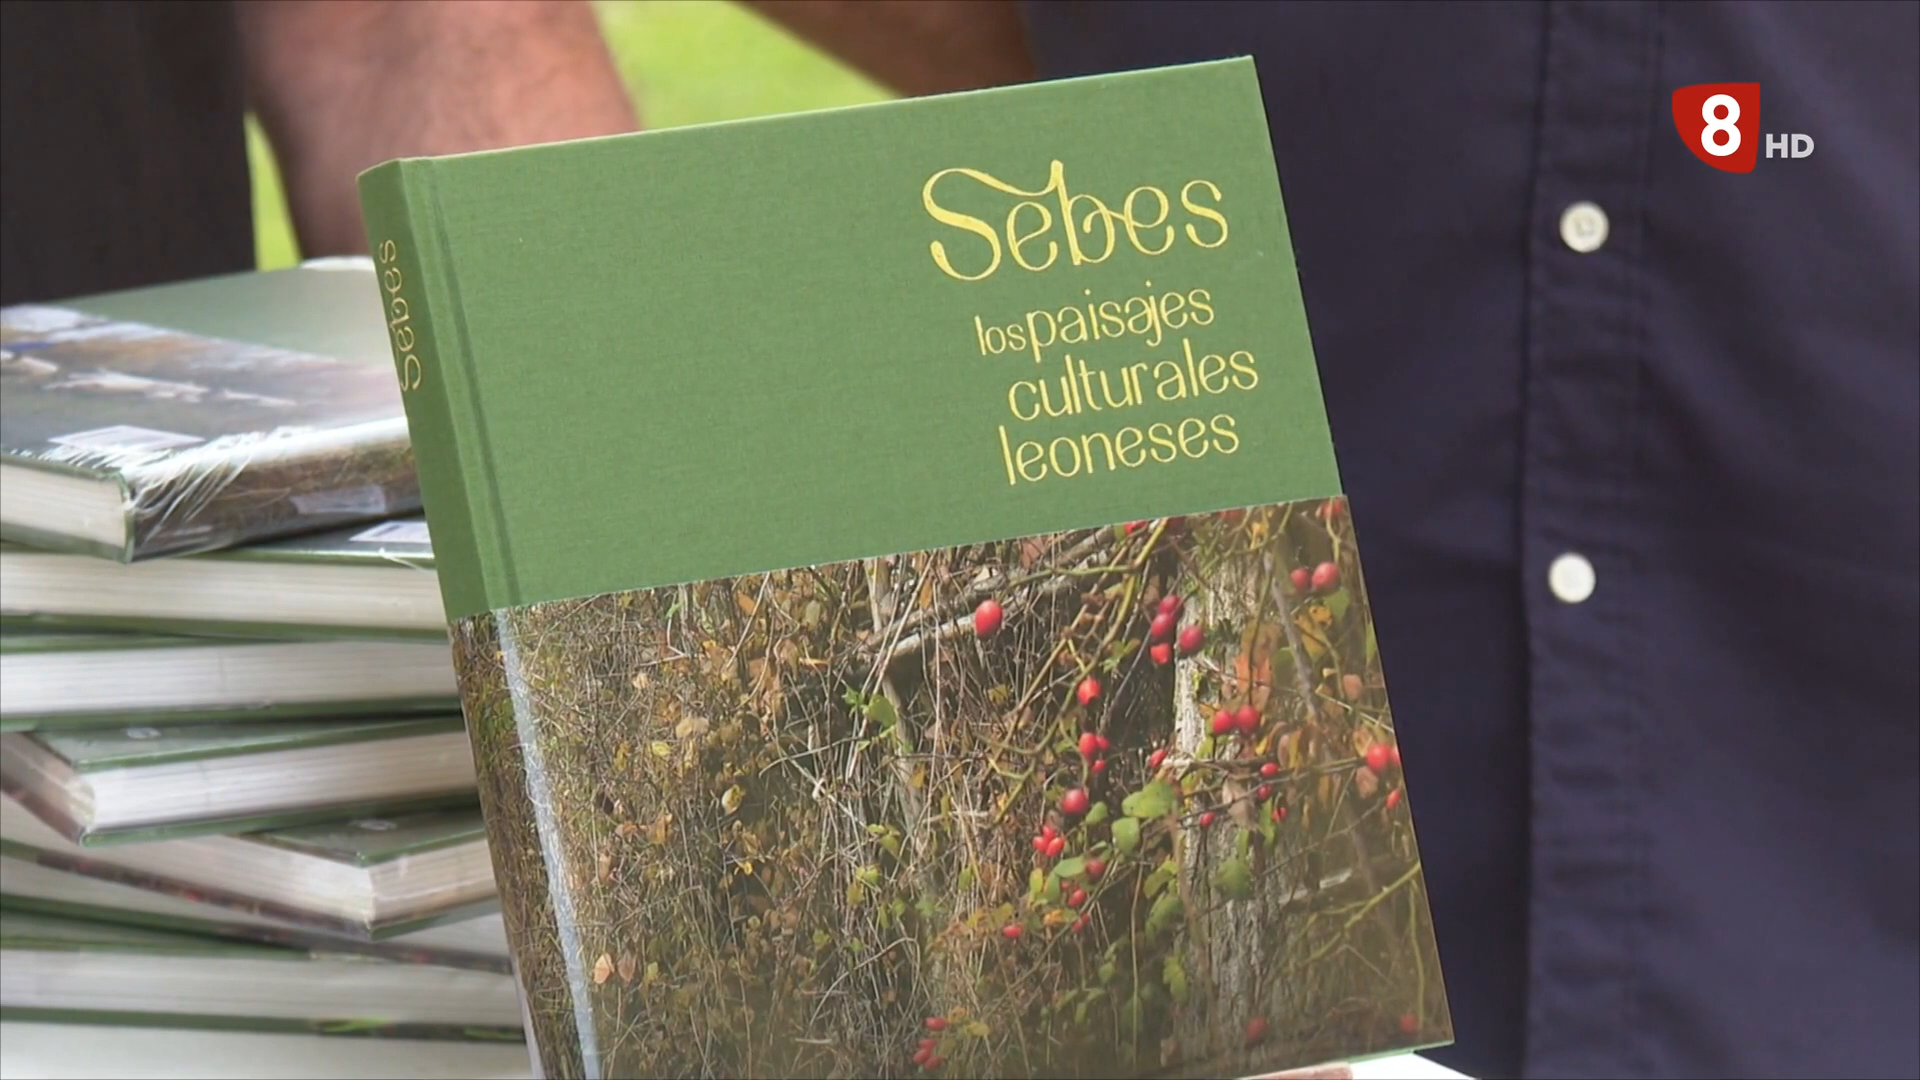 Sebes
los paisajes
culturales
leoneses
Sebes
8 HD